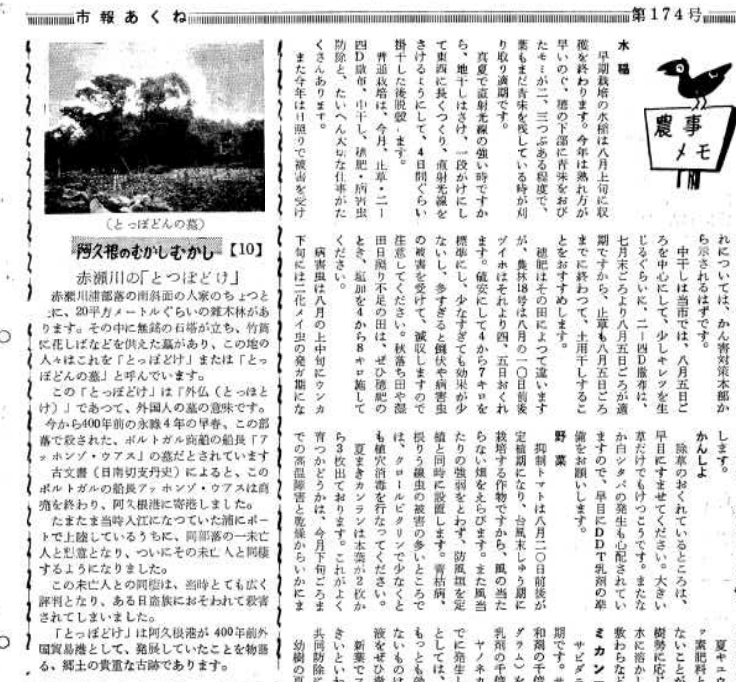 市報あくね
第174号
農事メモ
水稲
早期栽培の水稲は八月上旬に収
穫を終わります。今年は熟れ方が
早いので、穂の下部に青味をおび
たモミが二、三つぶある程度で、
葉もまだ青味を残している時が刈
り取り適期です。
真夏で直射光線の強い時ですか
ら、地干しはさけ、一段がけにし
て東西に長くつくり、直射光線を
さけるようにして、4日間ぐらい
掛干した後脱穀します。
普通栽培は、今月、止草・二ー
四D散布、中干し、穂肥・病害虫
防除と、たいへん大切な仕事がた
くさんあります。
また今年は日照りで被害を受け
れについては、かん害対策本部か
ら示されるはずです。
中干しは当市では、八月五日ご
ろを中心にして、少しキレツを生
じるぐらいに、二ー四D撒布は、
七月末ごろより八月五日ごろが適
期ですから、止草も八月五日ごろ
までに終わつて、土用干しするこ
とをおすすめします。
穂肥はその田によつて違います
が、農林18号は八月の一〇日前後
ツイホはそれより四、五日おくれ
ます。硫安にして4から7キロを
標準にし、少なすぎても効果が少
ないし、多すぎると倒伏や病害虫
の被害を受けて、減収しますので
注意してください。秋落ち田や湿
田日照り不足の田は、ぜひ穂肥の
とき、塩加を4から8キロ施して
ください。
病害虫は八月の上中旬にウンカ
下旬には二化メイ虫の発ガ期にな
します。
かんしよ
除草のおくれているところは、
早目にすませてください。大きい
草だけでもけつこうです。またな
か白シタバの発生も心配されてい
ますので、早目にDDT乳剤の準
備をお願いします。
野菜
抑制トマトは八月二〇日前後が
定植期になり、台風末しゅう期に
栽培する作物ですから、風の当た
らない畑をえらびます。また風当
たりの強弱をとわず、防風垣を定
植と同時に設置します。青枯病、
根りう線虫の被害の多いところで
は、クロールピクリンで少なくと
も植穴消毒を行なってください。
夏まきカンランは本葉が2枚か
ら3枚出ております。これがよく
育つかどうかは、今月下旬ごろま
での高温障害と乾燥からいかにま
夏キユウ
ないことが
樹勢に応じ
水に溶かし
敷わらなど
ミカン
サビダ
期です。サ
和剤の千倍
グラム)を
乳剤の千倍
ヤノネカ
でに発生し
としては、
もっとも効
ないものは
液をぜひ撒
新葉でス
きいといわ
共同防除に
幼樹の夏
(とっぽどんの墓)
阿久根のむかしむかし【10】
赤瀬川の「とつぽどけ」
赤瀬川浦部落の南斜面の人家のちょつと
上に、20平方メートルぐらいの雑木林があ
ります。その中に無銘の石塔が立ち、竹筒
に花しばなどを供えた墓があり、この地の
人々はこれを「とっぽどけ」または「とっ
ぽどんの墓」と呼んでいます。
この「とっぽどけ」は「外仏(とっほと
け)」であつて、外国人の墓の意味です。
今から400年前の永禄4年の早春、この部
落で殺された、ポルトガル商船の船長「ア
ッホンゾ・ウアス」の墓だとされています
古文書(日南切支丹史)によると、この
ポルトガルの船長アッホンゾ・ウアスは商
売を終わり、阿久根港に寄港しました。
たまたま当時入江になつていた浦にボー
トで上陸しているうちに、同部落の一未亡
人と懇意となり、ついにその未亡人と同棲
するようになりました。
この未亡人との同棲は、当時とても広く
評判となり、ある日盗族におそわれて殺害
されてしまいました。
「とっぽどけ」は阿久根港が 400年前外
国貿易港として、発展していたことを物語
る、郷土の貴重な古跡であります。